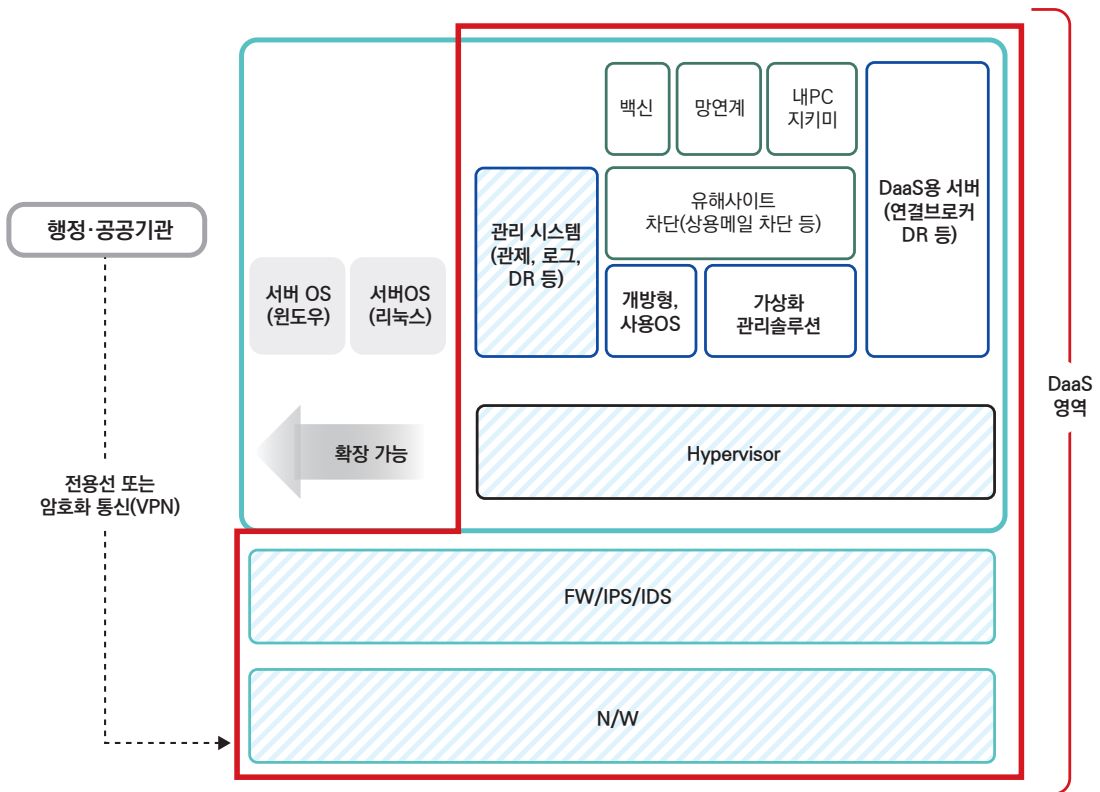 백신
망연계
내PC
지키미
DaaS용 서버
(연결브로커
DR 등)
유해사이트
차단(상용메일 차단 등)
관리 시스템
(관제, 로그,
DR 등)
행정·공공기관
서버 OS
(윈도우)
서버OS
(리눅스)
개방형,
사용OS
가상화
관리솔루션
DaaS
영역
확장 가능
Hypervisor
전용선 또는
암호화 통신(VPN)
FW/IPS/IDS
N/W